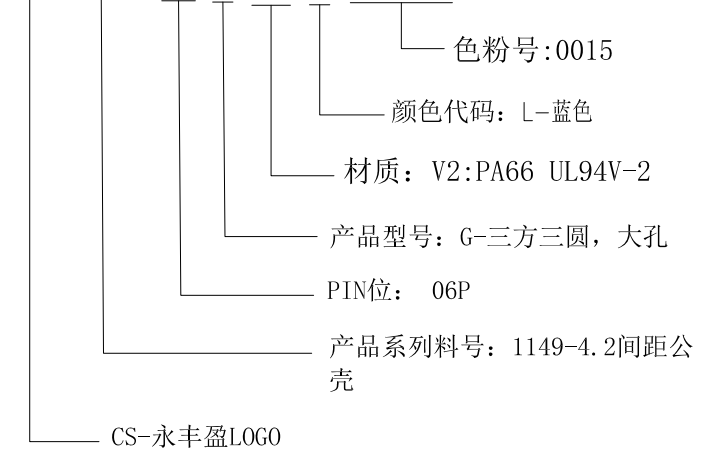 色粉号:0015
颜色代码：L-蓝色
材质：V2:PA66 UL94V-2
产品型号：G-三方三圆，大孔
PIN位： 06P
产品系列料号：1149-4.2间距公
壳
CS-永丰盈LOGO